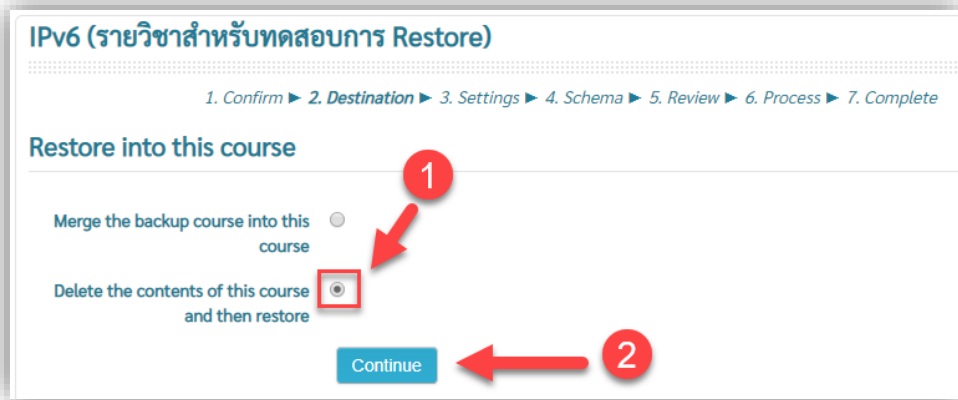 IPv6 (รายวิชาสำหรับทดสอบการ Restore)
1. Confirm ► 2. Destination ► 3. Settings ► 4. Schema ► 5. Review ► 6. Process ► 7. Complete
Restore into this course
1
Merge the backup course into this
course
Delete the contents of this course
and then restore
Continue
2